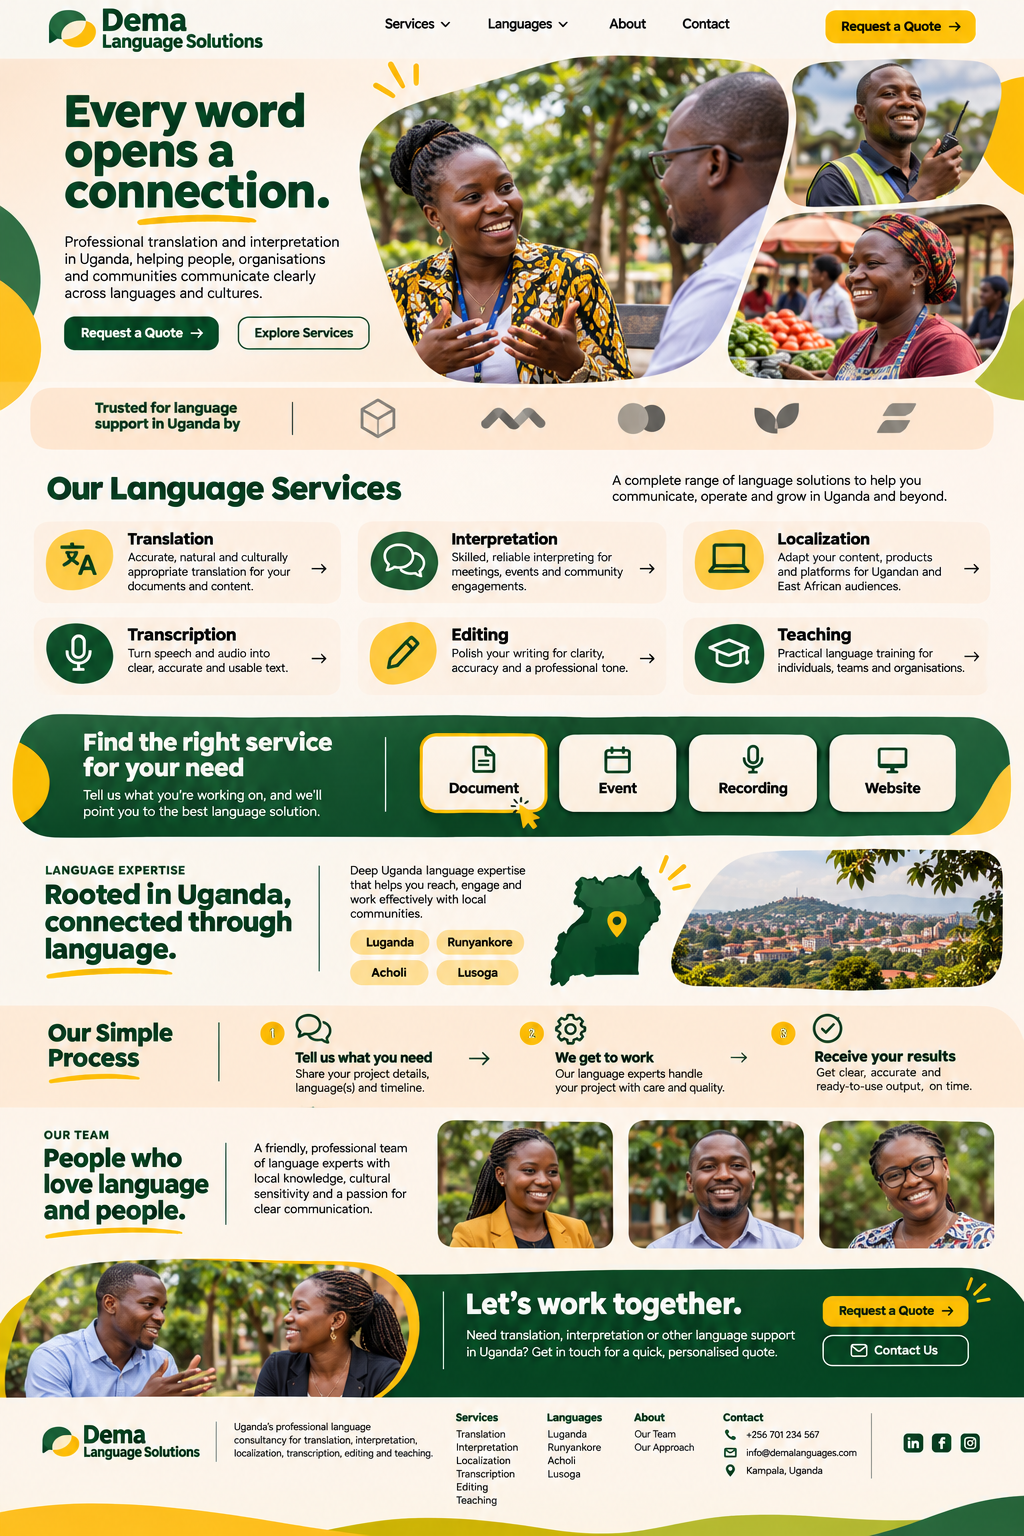 Dema
Language Solutions
Services
Languages
About
Contact
Request a Quote →
Every word
opens a
connection.
Professional translation and interpretation
in Uganda, helping people, organisations
and communities communicate clearly
across languages and cultures.
Request a Quote →
Explore Services
Trusted for language
support in Uganda by
Our Language Services
A complete range of language solutions to help you
communicate, operate and grow in Uganda and beyond.
文A
Translation
Accurate, natural and culturally
appropriate translation for your
documents and content.
→
Interpretation
Skilled, reliable interpreting for
meetings, events and community
engagements.
→
Localization
Adapt your content, products
and platforms for Ugandan and
East African audiences.
→
Transcription
Turn speech and audio into
clear, accurate and usable text.
→
Editing
Polish your writing for clarity,
accuracy and a professional tone.
→
Teaching
Practical language training for
individuals, teams and organisations.
→
Find the right service
for your need
Tell us what you're working on, and we'll
point you to the best language solution.
Document
Event
Recording
Website
LANGUAGE EXPERTISE
Rooted in Uganda,
connected through
language.
Deep Uganda language expertise
that helps you reach, engage and
work effectively with local
communities.
Luganda
Runyankore
Acholi
Lusoga
Our Simple
Process
1
Tell us what you need
Share your project details,
language(s) and timeline.
→
2
We get to work
Our language experts handle
your project with care and quality.
→
3
Receive your results
Get clear, accurate and
ready-to-use output, on time.
OUR TEAM
People who
love language
and people.
A friendly, professional team
of language experts with
local knowledge, cultural
sensitivity and a passion for
clear communication.
Let's work together.
Need translation, interpretation or other language support
in Uganda? Get in touch for a quick, personalised quote.
Request a Quote →
Contact Us
Dema
Language Solutions
Uganda's professional language
consultancy for translation, interpretation,
localization, transcription, editing and teaching.
Services
Translation
Interpretation
Localization
Transcription
Editing
Teaching
Languages
Luganda
Runyankore
Acholi
Lusoga
About
Our Team
Our Approach
Contact
+256 701 234 567
info@demalanguages.com
Kampala, Uganda
in
f